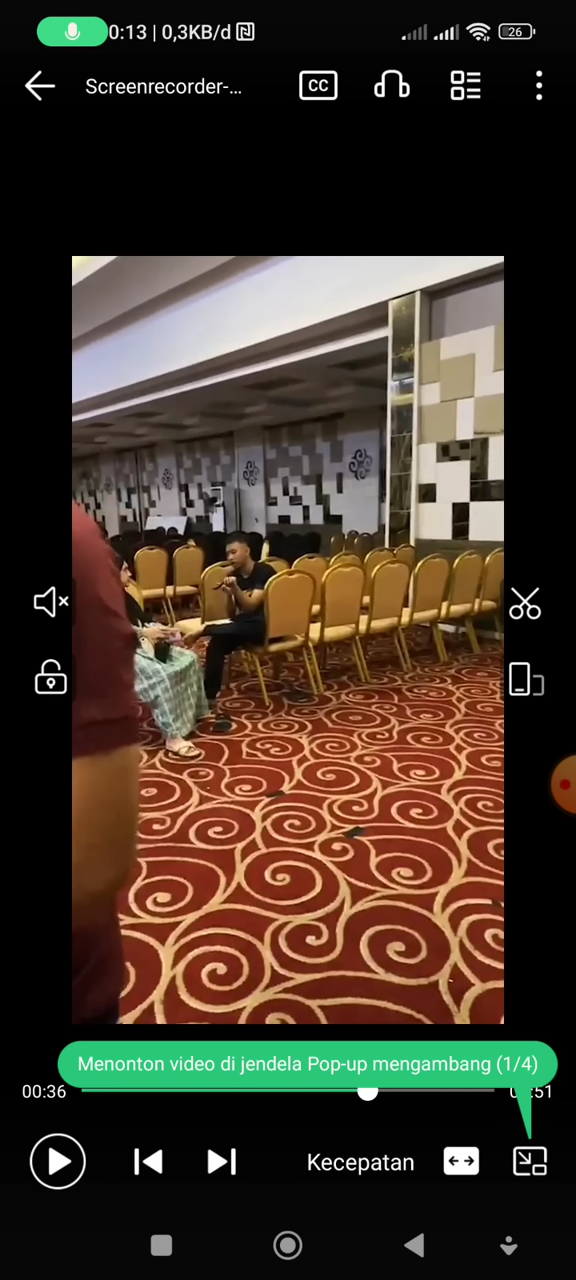 0:13 | 0,3KB/d
26
Screenrecorder-...
CC
Menonton video di jendela Pop-up mengambang (1/4)
00:36
:51
Kecepatan